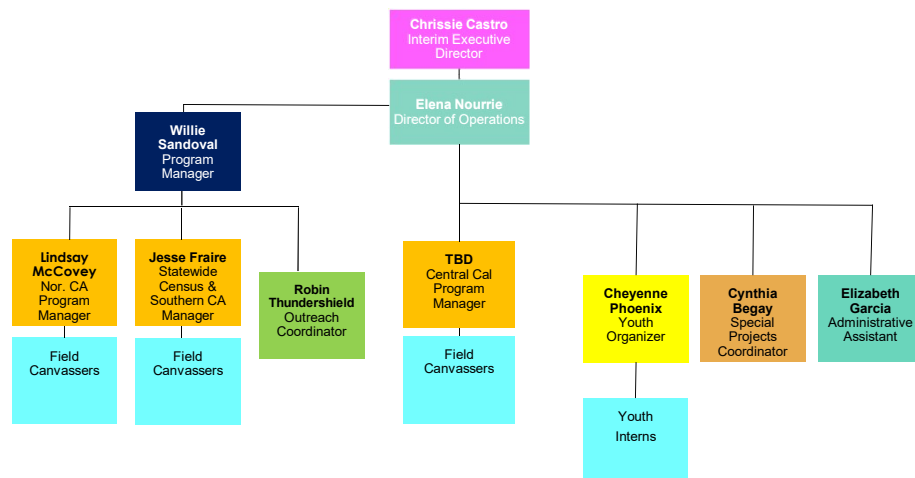 Chrissie Castro
Interim Executive
Director
Elena Nourrie
Director of Operations
Willie
Sandoval
Program
Manager
Lindsay
McCovey
Nor. CA
Program
Manager
Jesse Fraire
Statewide
Census &
Southern CA
Manager
Robin
Thundershield
Outreach
Coordinator
TBD
Central Cal
Program
Manager
Cheyenne
Phoenix
Youth
Organizer
Cynthia
Begay
Special
Projects
Coordinator
Elizabeth
Garcia
Administrative
Assistant
Field
Canvassers
Field
Canvassers
Field
Canvassers
Youth
Interns